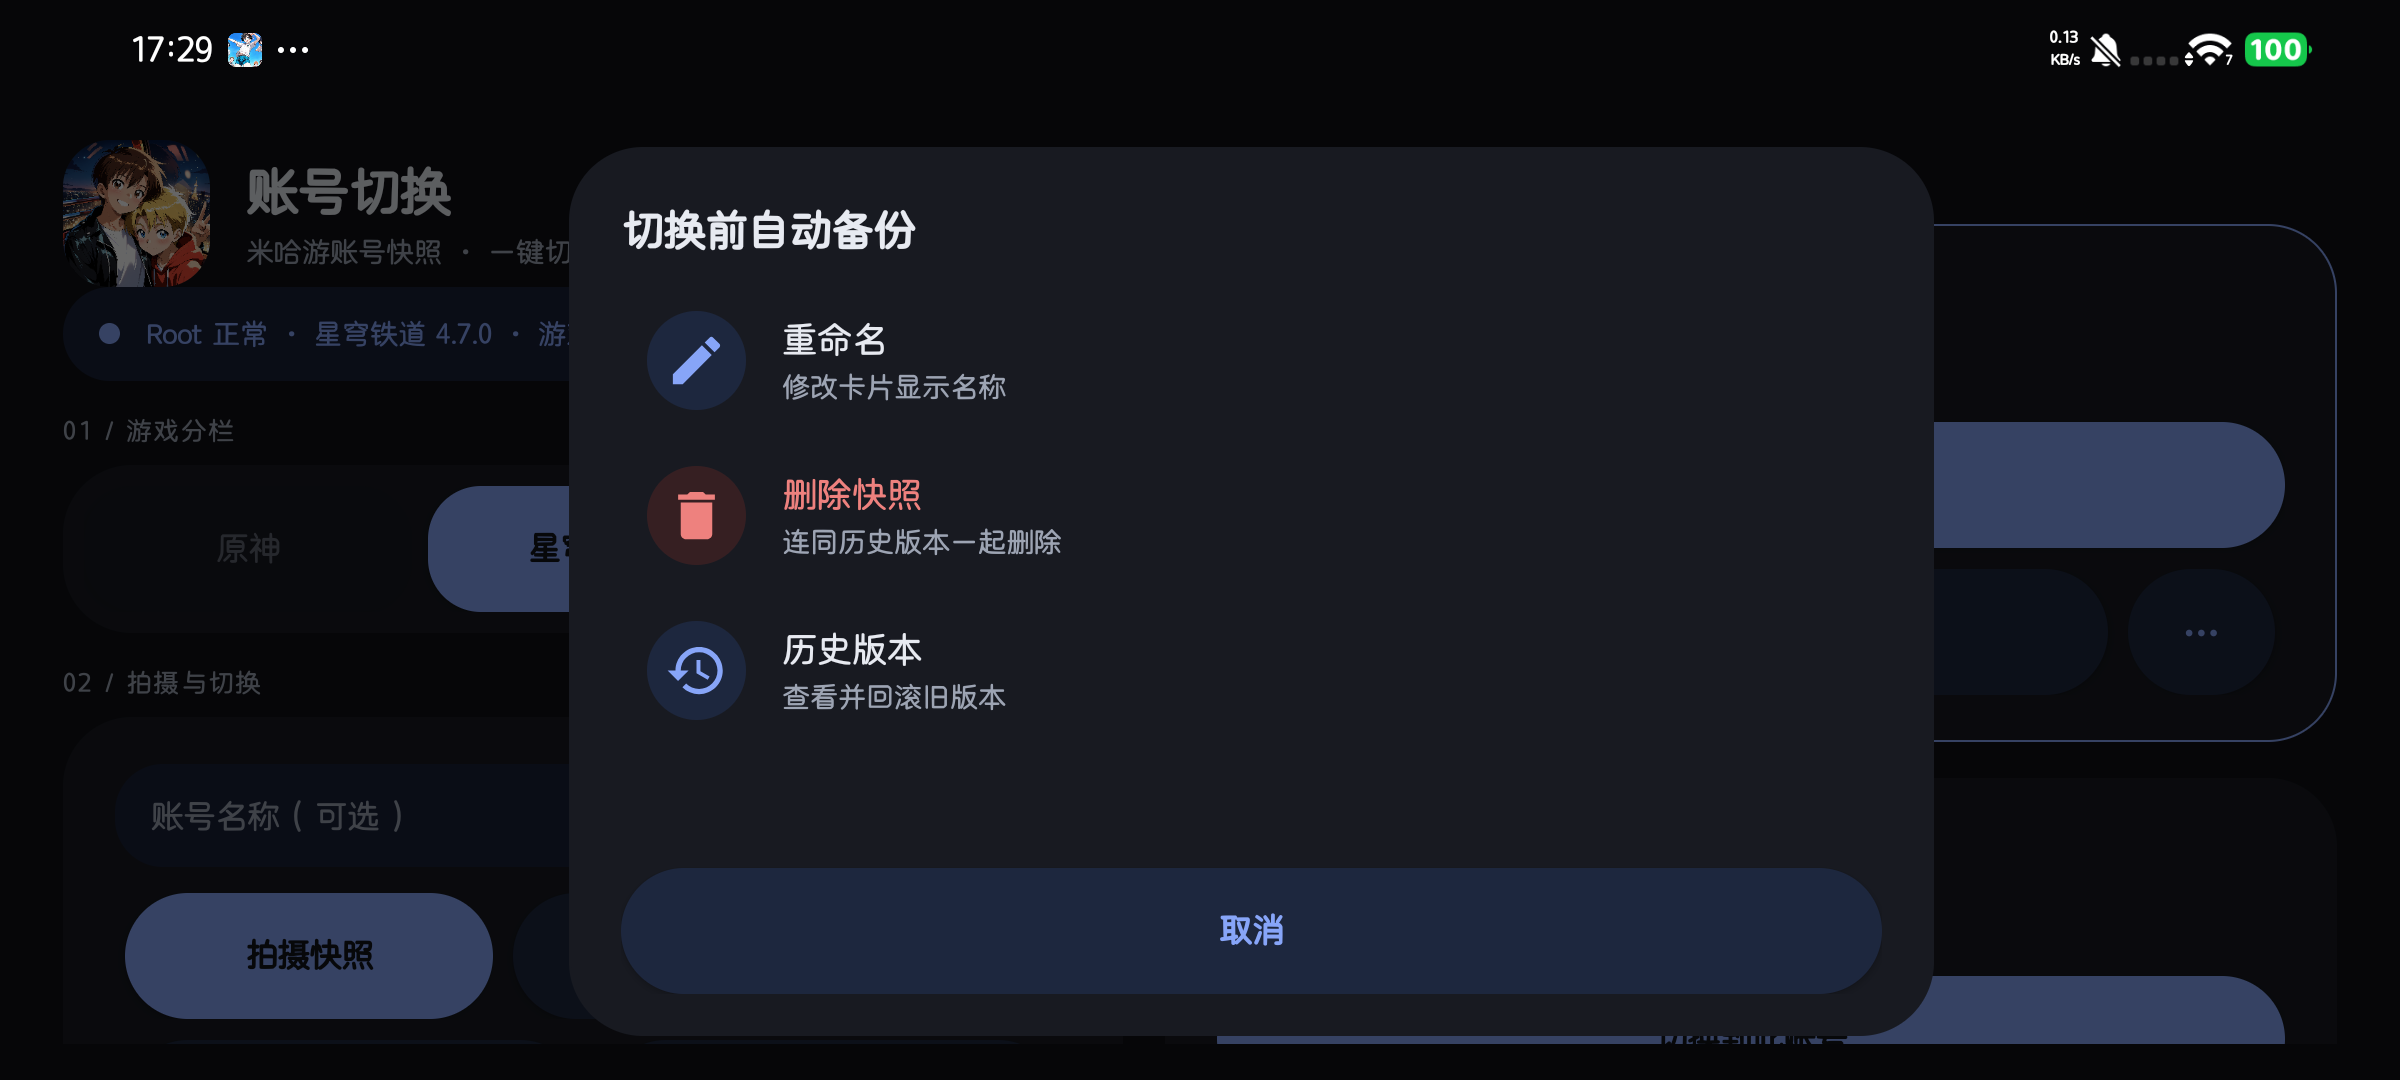 17:29
0.13
KB/s
7
100
账号切换
米哈游账号快照 · 一键切
Root 正常 · 星穹铁道 4.7.0 · 游
01 / 游戏分栏
原神
星
02 / 拍摄与切换
账号名称（可选）
拍摄快照
切换前自动备份
重命名
修改卡片显示名称
删除快照
连同历史版本一起删除
历史版本
查看并回滚旧版本
取消